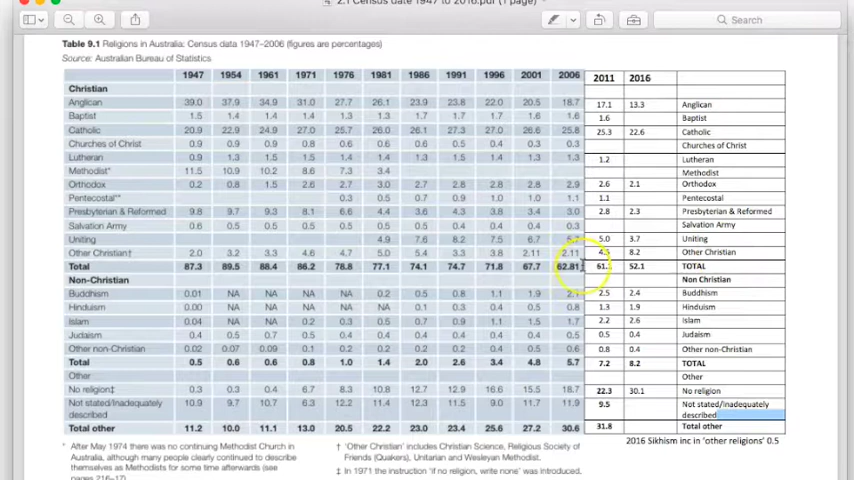 2.1 Census date 1947 to 2016.pdf (1 page)
Search
Table 9.1 Religions in Australia: Census data 1947–2006 (figures are percentages)
Source: Australian Bureau of Statistics
1947 1954 1961 1971 1976 1981 1986 1991 1996 2001 2006 2011 2016
Christian
Anglican 39.0 37.9 34.9 31.0 27.7 26.1 23.9 23.8 22.0 20.5 18.7 17.1 13.3 Anglican
Baptist 1.5 1.4 1.4 1.4 1.3 1.3 1.7 1.7 1.7 1.6 1.6 1.6 Baptist
Catholic 20.9 22.9 24.9 27.0 25.7 26.0 26.1 27.3 27.0 26.6 25.8 25.3 22.6 Catholic
Churches of Christ 0.9 0.9 0.9 0.8 0.6 0.6 0.6 0.5 0.4 0.3 0.3 Churches of Christ
Lutheran 0.9 1.3 1.5 1.5 1.4 1.4 1.3 1.5 1.4 1.3 1.3 1.2 Lutheran
Methodist* 11.5 10.9 10.2 8.6 7.3 3.4 Methodist
Orthodox 0.2 0.8 1.5 2.6 2.7 3.0 2.7 2.8 2.8 2.8 2.9 2.6 2.1 Orthodox
Pentecostal** 0.3 0.5 0.7 0.9 1.0 1.0 1.1 1.1 Pentecostal
Presbyterian & Reformed 9.8 9.7 9.3 8.1 6.6 4.4 3.6 4.3 3.8 3.4 3.0 2.8 2.3 Presbyterian & Reformed
Salvation Army 0.6 0.5 0.5 0.5 0.5 0.5 0.5 0.4 0.4 0.4 0.3 Salvation Army
Uniting 4.9 7.6 8.2 7.5 6.7 5.0 3.7 Uniting
Other Christian† 2.0 3.2 3.3 4.6 4.7 5.0 5.4 3.3 3.8 2.11 2.11 8.2 Other Christian
Total 87.3 89.5 88.4 86.2 78.8 77.1 74.1 74.7 71.8 67.7 62.81 52.1 TOTAL
Non-Christian Non Christian
Buddhism 0.01 NA NA NA NA NA 0.5 0.8 1.1 1.9 2.5 2.4 Buddhism
Hinduism 0.00 NA NA NA NA NA 0.1 0.3 0.4 0.5 0.8 1.3 1.9 Hinduism
Islam 0.04 NA NA 0.2 0.3 0.5 0.7 0.9 1.1 1.5 1.7 2.2 2.6 Islam
Judaism 0.4 0.5 0.7 0.5 0.4 0.4 0.4 0.4 0.4 0.4 0.4 0.5 0.4 Judaism
Other non-Christian 0.02 0.07 0.09 0.1 0.2 0.2 0.2 0.2 0.2 0.5 0.6 0.8 0.4 Other non-Christian
Total 0.5 0.6 0.6 0.8 1.0 1.4 2.0 2.6 3.4 4.8 5.7 7.2 8.2 TOTAL
Other Other
No religion‡ 0.3 0.3 0.4 6.7 8.3 10.8 12.7 12.9 16.6 15.5 18.7 22.3 30.1 No religion
Not stated/Inadequately 10.9 9.7 10.7 6.3 12.2 11.4 12.3 11.5 9.0 11.7 11.9 9.5 Not stated/Inadequately
described described
Total other 11.2 10.0 11.1 13.0 20.5 22.2 23.0 23.4 25.6 27.2 30.6 31.8 Total other
2016 Sikhism inc in 'other religions' 0.5
* After May 1974 there was no continuing Methodist Church in
Australia, although many people clearly continued to describe
themselves as Methodists for some time afterwards (see
pages 216–17).
† 'Other Christian' includes Christian Science, Religious Society of
Friends (Quakers), Unitarian and Wesleyan Methodist.
‡ In 1971 the instruction 'if no religion, write none' was introduced.